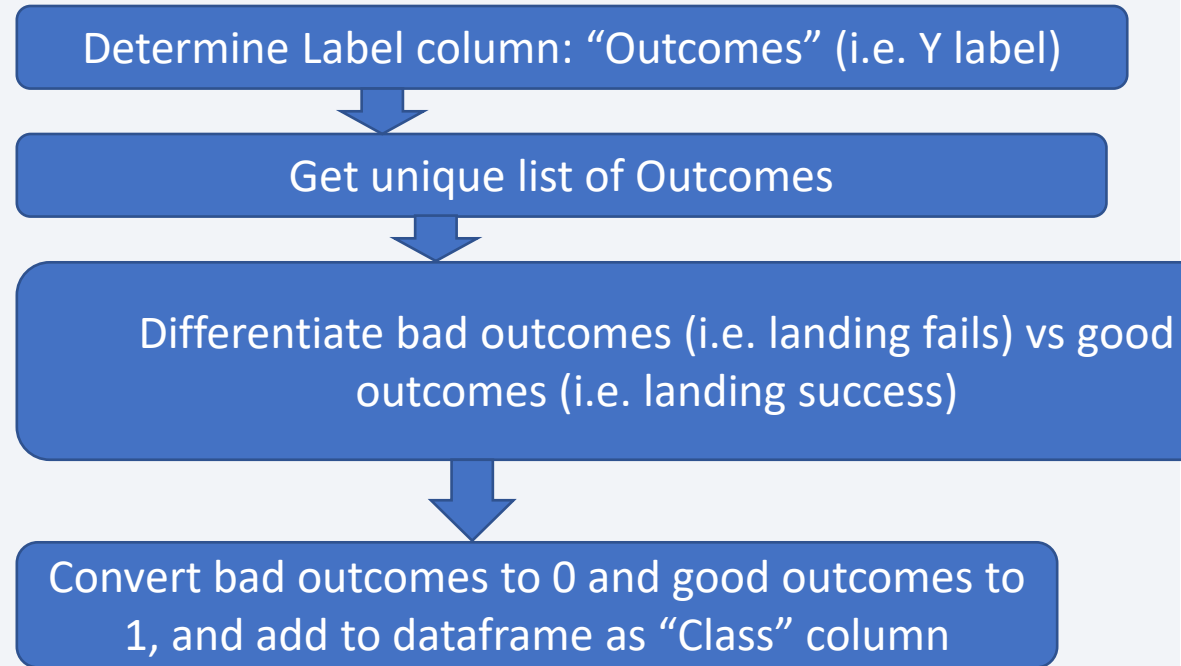 Determine Label column: “Outcomes” (i.e. Y label)
Get unique list of Outcomes
Differentiate bad outcomes (i.e. landing fails) vs good
outcomes (i.e. landing success)
Convert bad outcomes to 0 and good outcomes to
1, and add to dataframe as “Class” column